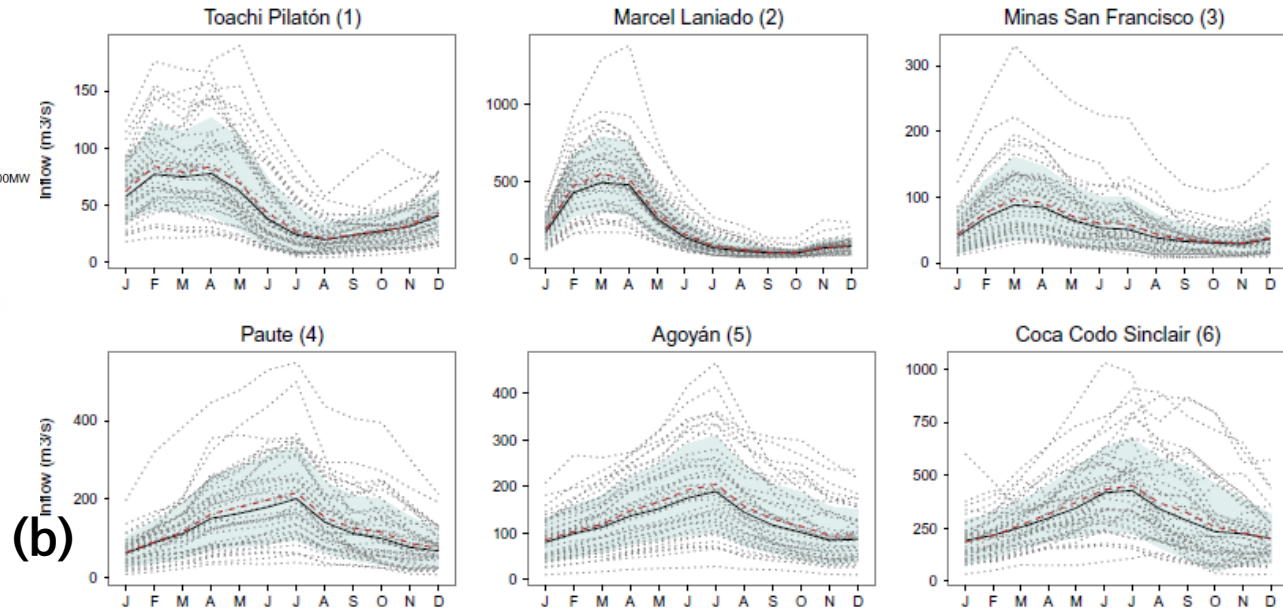 Toachi Pilatón (1)
Marcel Laniado (2)
Minas San Francisco (3)
Inflow (m3/s)
150
100
50
0
J F M A M J J A S O N D
1000
500
0
J F M A M J J A S O N D
300
200
100
0
J F M A M J J A S O N D
00MW
Paute (4)
Agoyán (5)
Coca Codo Sinclair (6)
Inflow (m3/s)
400
200
0
J F M A M J J A S O N D
400
300
200
100
0
J F M A M J J A S O N D
1000
750
500
250
0
J F M A M J J A S O N D
(b)